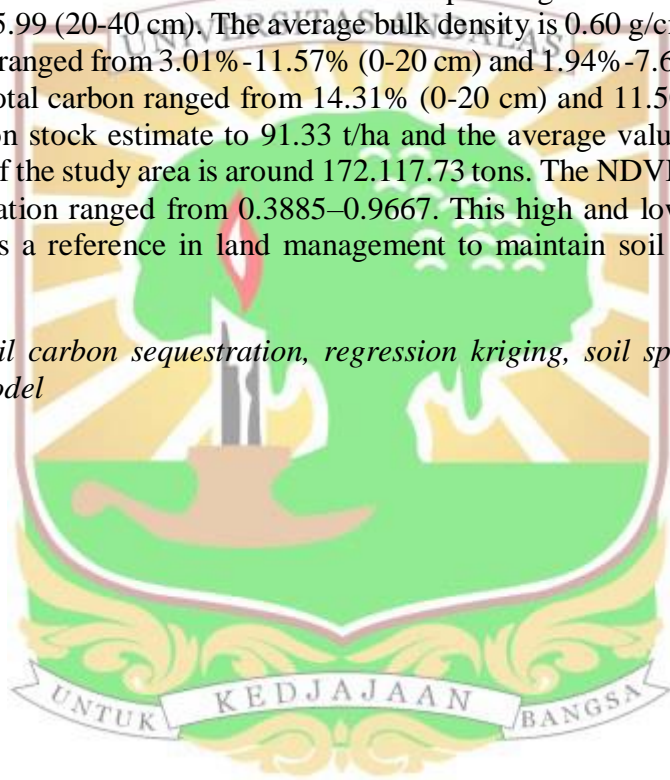 5.99 (20-40 cm). The average bulk density is 0.60 g/c
UNIVERSITAS ANDALAS
ranged from 3.01%-11.57% (0-20 cm) and 1.94%-7.6
otal carbon ranged from 14.31% (0-20 cm) and 11.5
on stock estimate to 91.33 t/ha and the average valu
f the study area is around 172.117.73 tons. The NDV
ation ranged from 0.3885–0.9667. This high and lov
s a reference in land management to maintain soil
il carbon sequestration, regression kriging, soil sp
odel
UNTUK KEDJAJAAN BANGSA